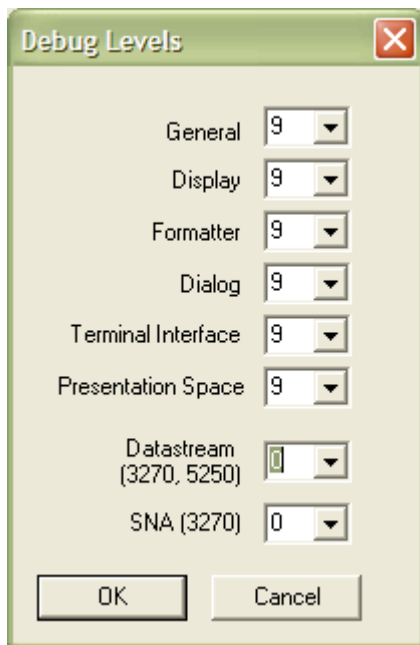 Debug Levels
General 9
Display 9
Formatter 9
Dialog 9
Terminal Interface 9
Presentation Space 9
Datastream
(3270, 5250) 0
SNA (3270) 0
OK Cancel